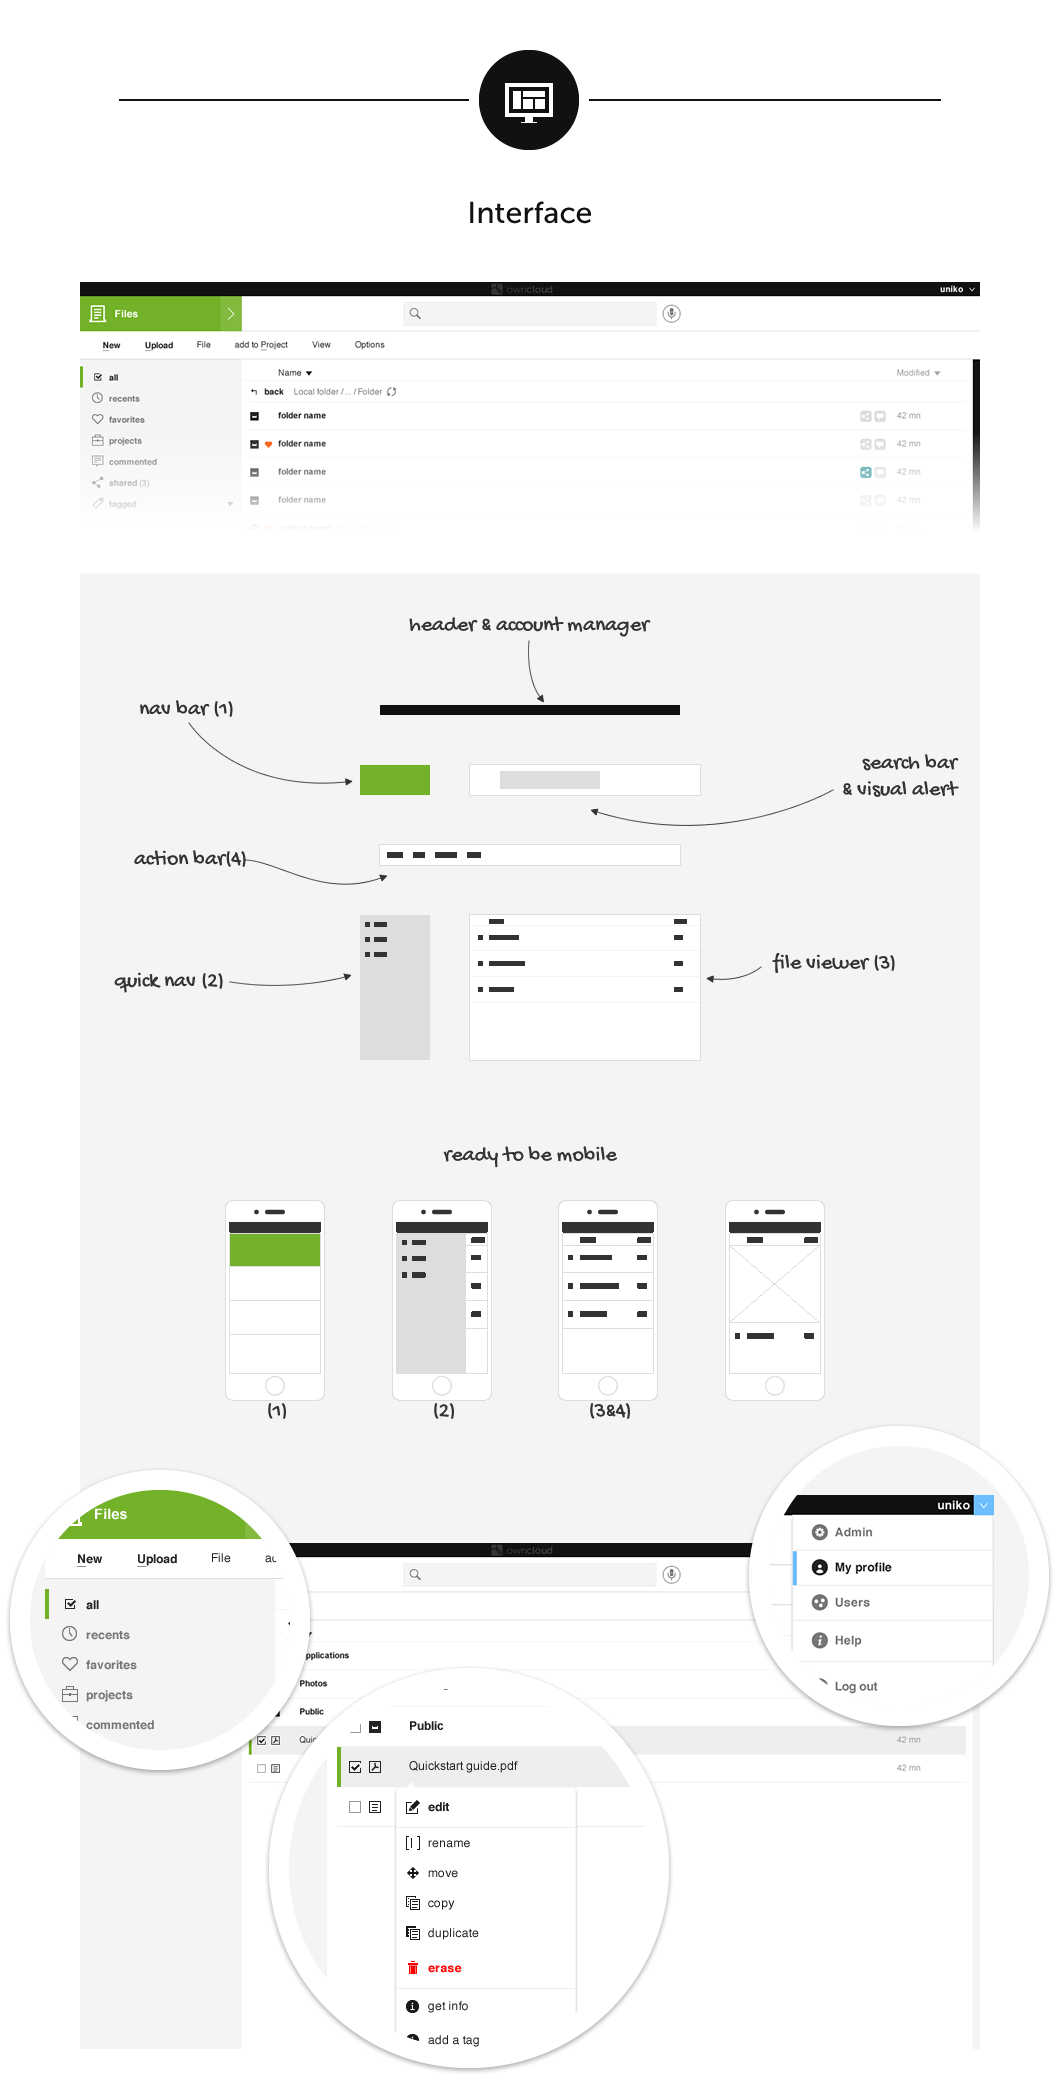 Interface
owncloud
uniko
Files
New Upload File add to Project View Options
all
recents
favorites
projects
commented
shared (3)
tagged
Name Modified
back Local folder / ... / Folder
folder name 42 mn
folder name 42 mn
folder name 42 mn
folder name 42 mn
header & account manager
nav bar (1)
search bar
& visual alert
action bar(4)
quick nav (2)
file viewer (3)
ready to be mobile
(1) (2) (3&4)
Files
New Upload File
all
recents
favorites
projects
commented
owncloud
uniko
Admin
My profile
Users
Help
Log out
pplications
Photos
Public
Quic
42 mn
42 mn
Public
Quickstart guide.pdf
edit
rename
move
copy
duplicate
erase
get info
add a tag